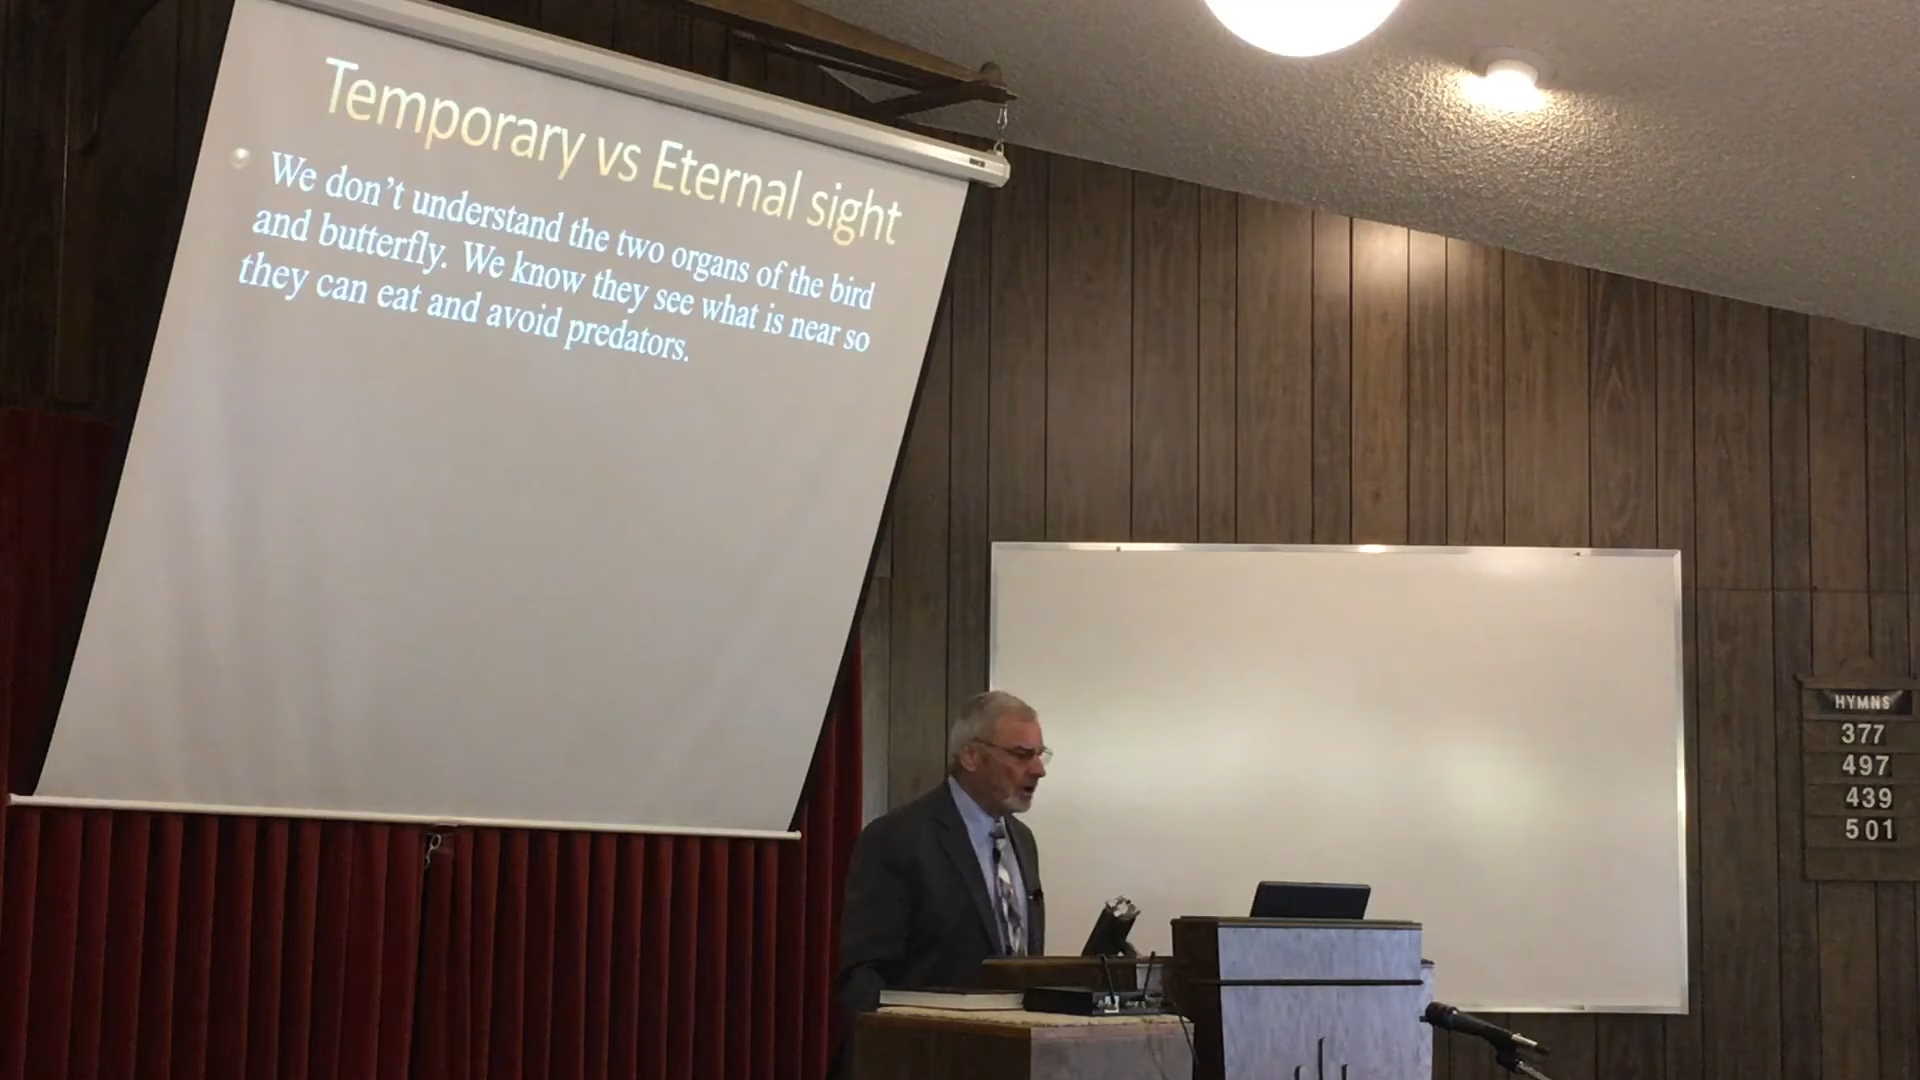 Temporary vs Eternal sight
We don't understand the two organs of the bird
and butterfly. We know they see what is near so
they can eat and avoid predators.
HYMNS
377
497
439
501